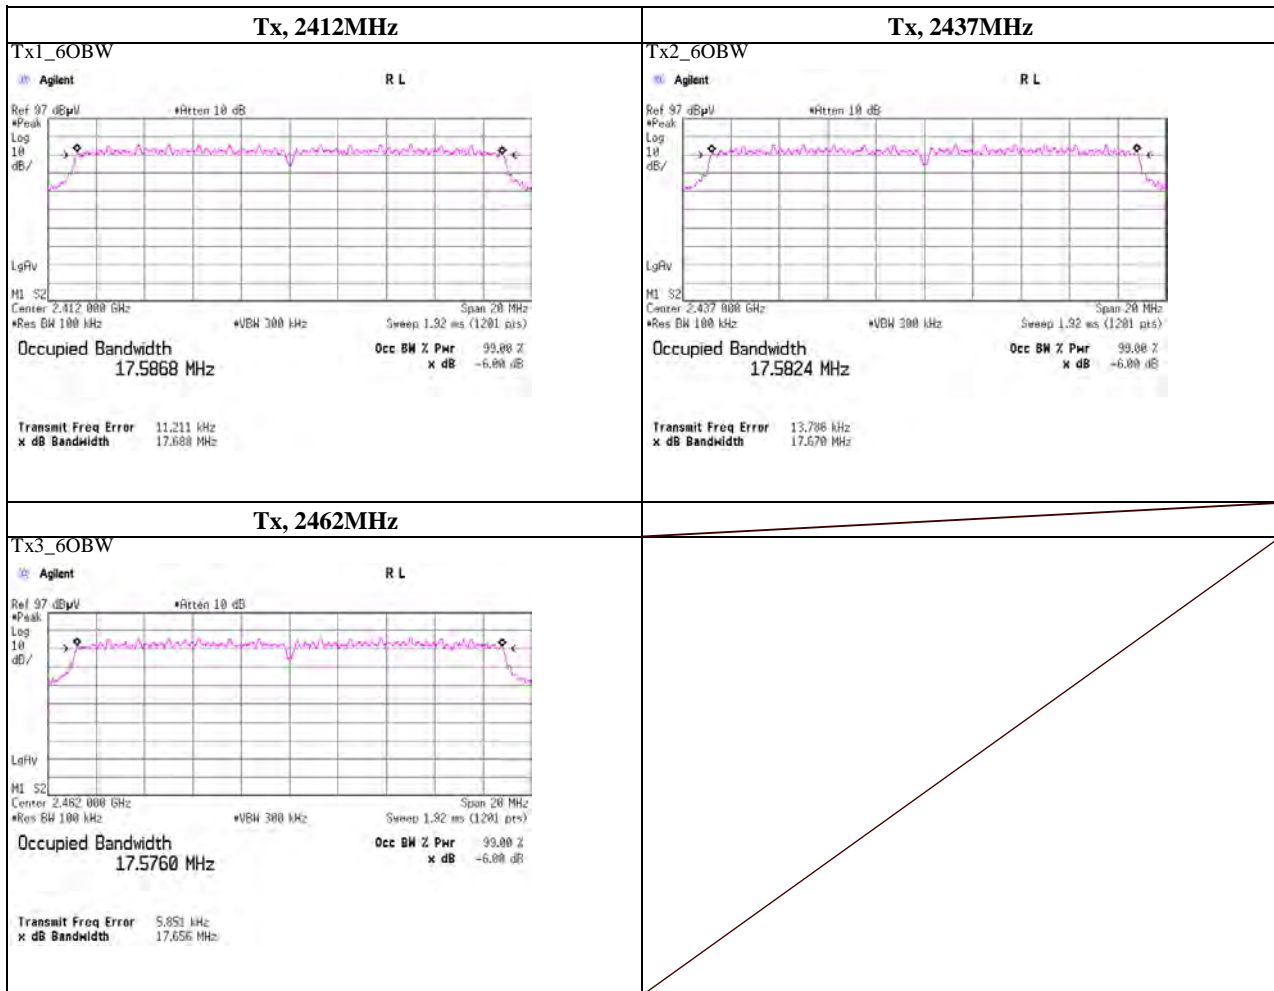 Tx, 2412MHz
Tx, 2437MHz
Tx1_6OBW
Agilent
R L
Ref 97 dBµV
*Atten 10 dB
*Peak
Log
10
dB/
LgAv
M1 S2
Center 2.412 000 GHz
Span 20 MHz
*Res BW 100 kHz
*VBW 300 kHz
Sweep 1.92 ms (1201 pts)
Occupied Bandwidth
17.5868 MHz
Occ BW % Pwr 99.00 %
x dB -6.00 dB
Transmit Freq Error 11.211 kHz
x dB Bandwidth 17.688 MHz
Tx2_6OBW
Agilent
R L
Ref 97 dBµV
*Atten 10 dB
*Peak
Log
10
dB/
LgAv
M1 S2
Center 2.437 000 GHz
Span 20 MHz
*Res BW 100 kHz
*VBW 300 kHz
Sweep 1.92 ms (1201 pts)
Occupied Bandwidth
17.5824 MHz
Occ BW % Pwr 99.00 %
x dB -6.00 dB
Transmit Freq Error kHz
x dB Bandwidth 17.670 MHz
Tx, 2462MHz
Tx3_6OBW
Agilent
R L
Ref 97 dBµV
*Atten 10 dB
*Peak
Log
10
dB/
LgAv
M1 S2
Center 2.462 000 GHz
Span 20 MHz
*Res BW 100 kHz
*VBW 300 kHz
Sweep 1.92 ms (1201 pts)
Occupied Bandwidth
17.5760 MHz
Occ BW % Pwr 99.00 %
x dB -6.00 dB
Transmit Freq Error 5.851 kHz
x dB Bandwidth 17.656 MHz